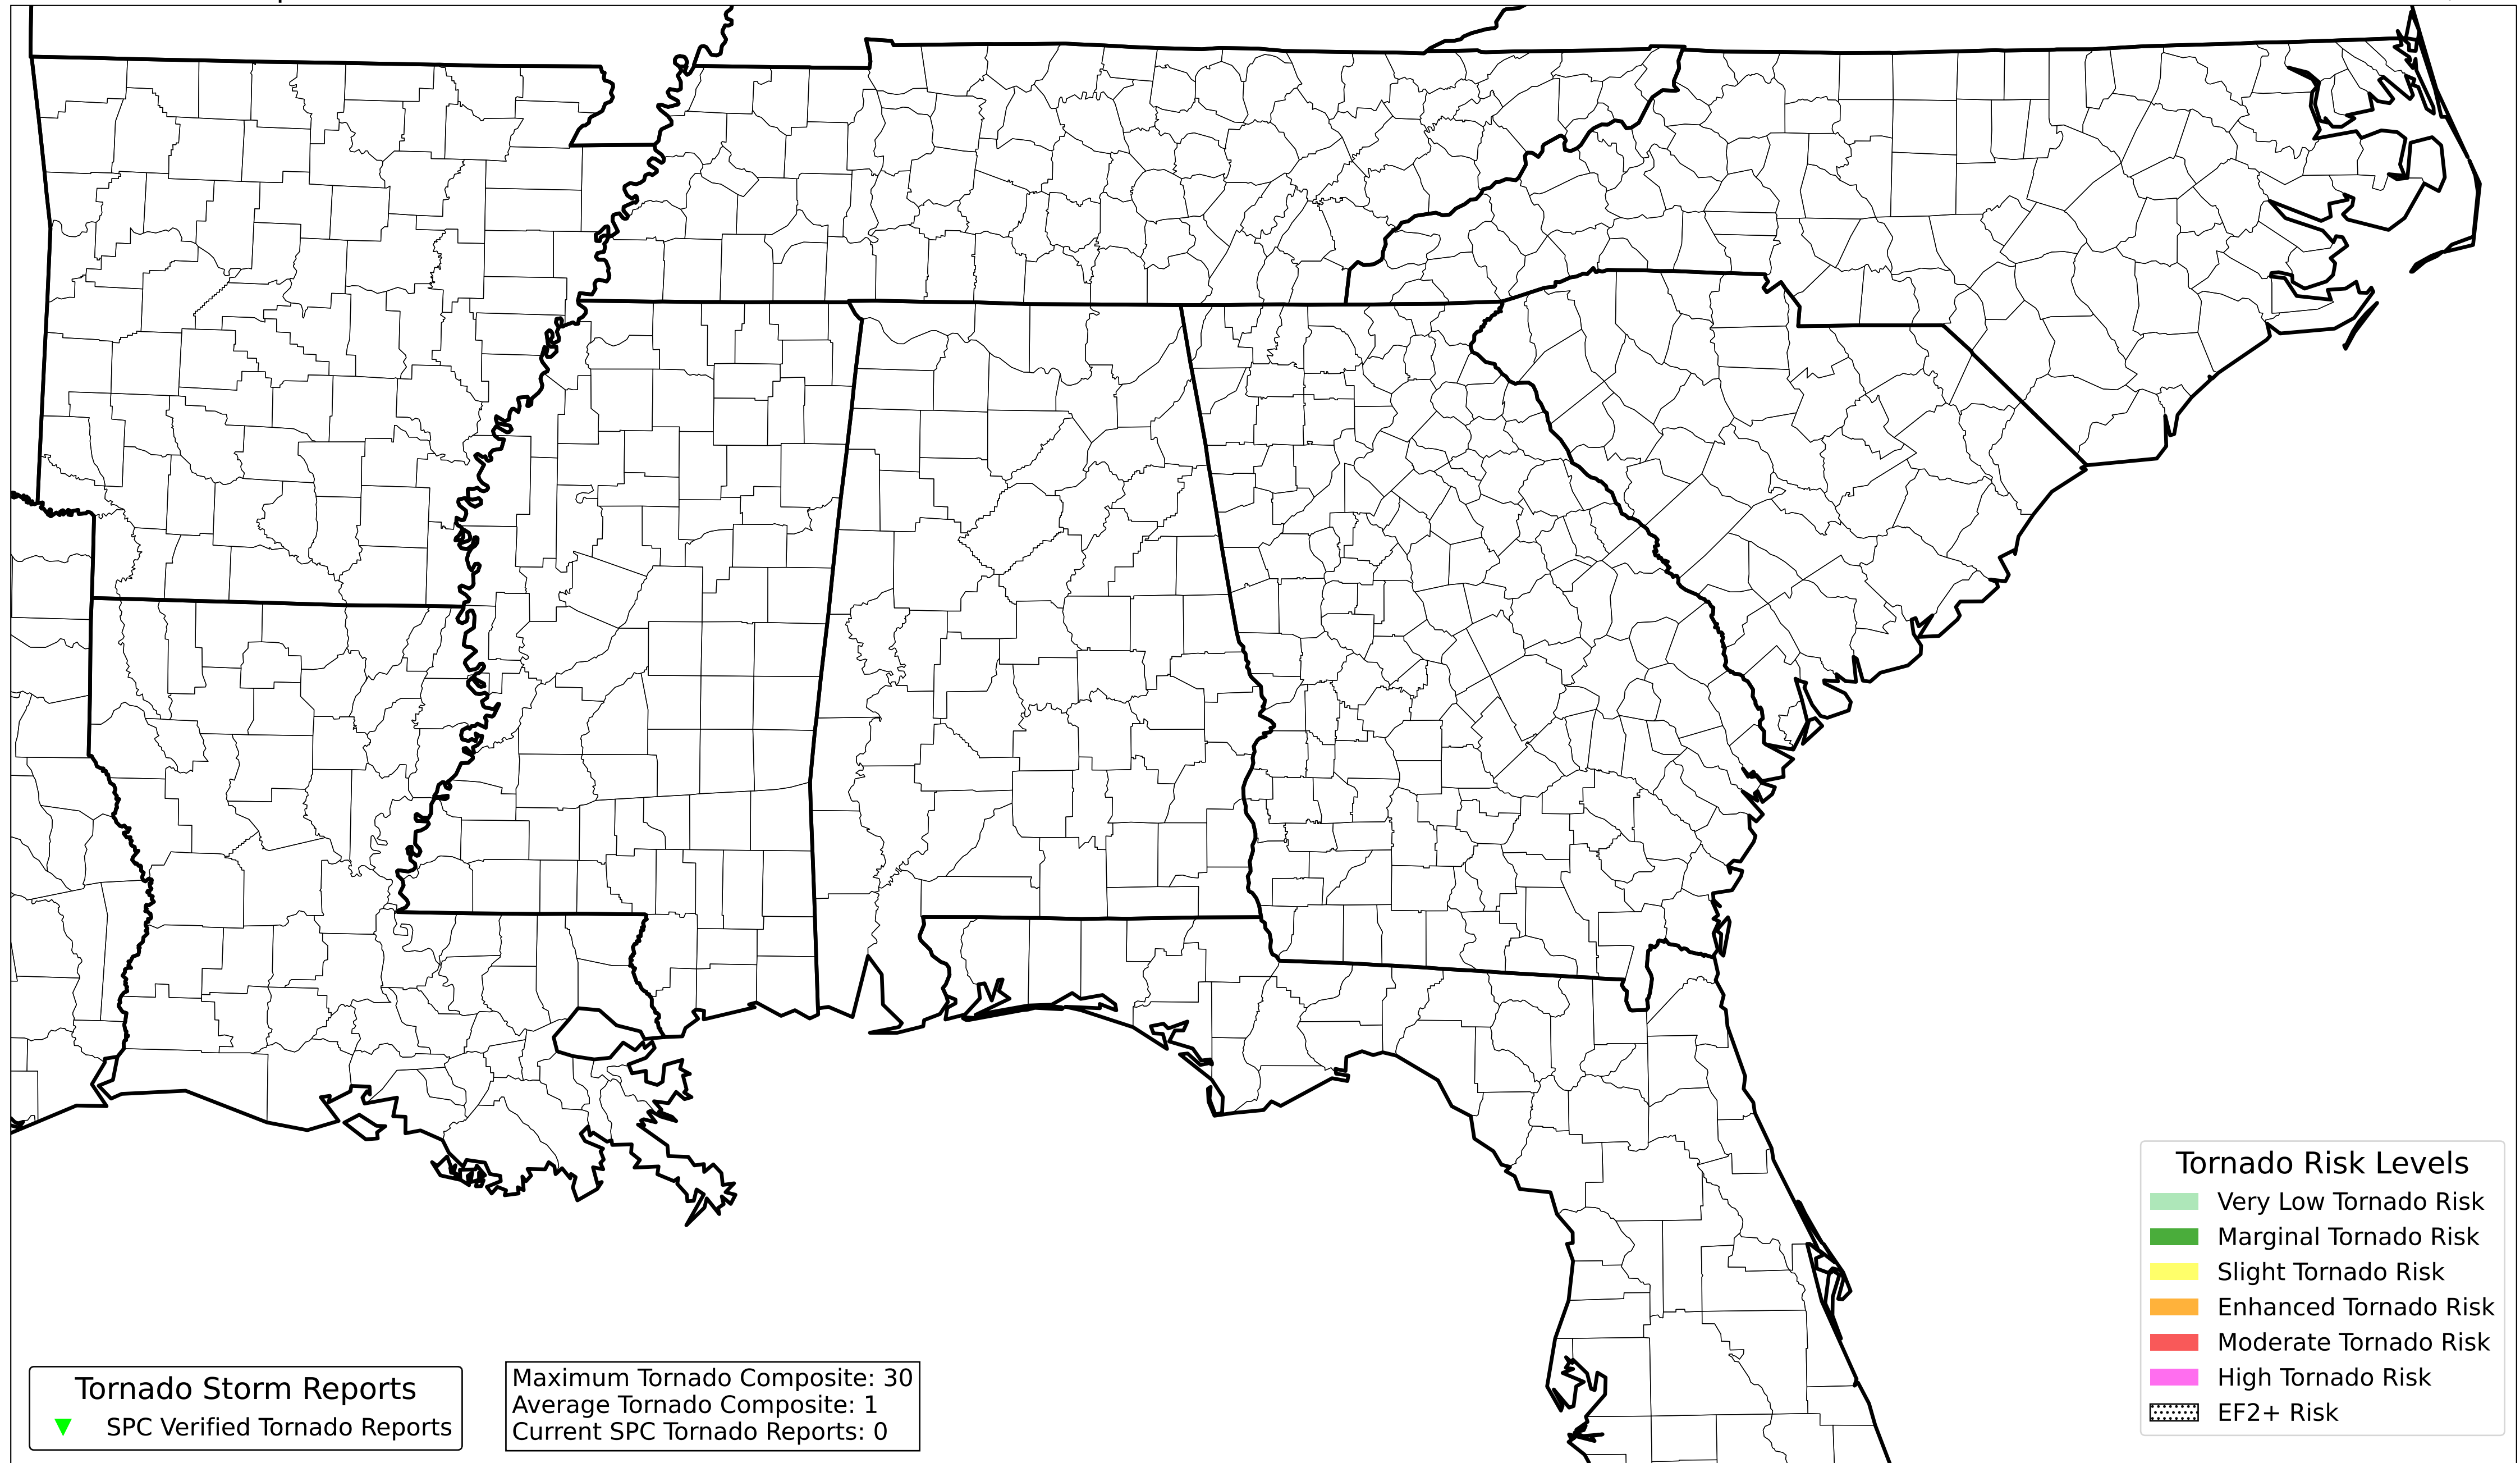 Tornado Risk Levels
Very Low Tornado Risk
Marginal Tornado Risk
Slight Tornado Risk
Enhanced Tornado Risk
Moderate Tornado Risk
High Tornado Risk
EF2+ Risk
Tornado Storm Reports
SPC Verified Tornado Reports
Maximum Tornado Composite: 30
Average Tornado Composite: 1
Current SPC Tornado Reports: 0